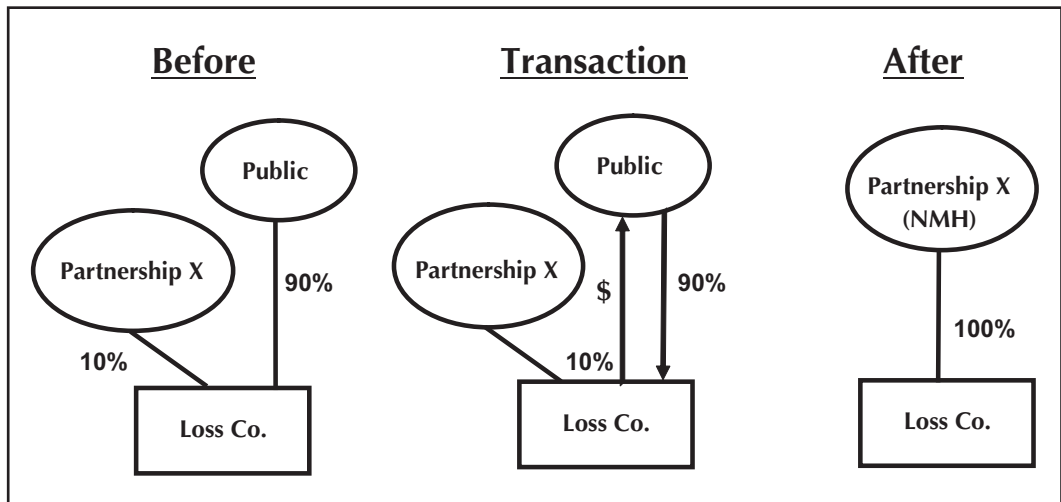 Before
Public
Partnership X
90%
10%
Loss Co.
Transaction
Public
Partnership X
$
90%
10%
Loss Co.
After
Partnership X
(NMH)
100%
Loss Co.